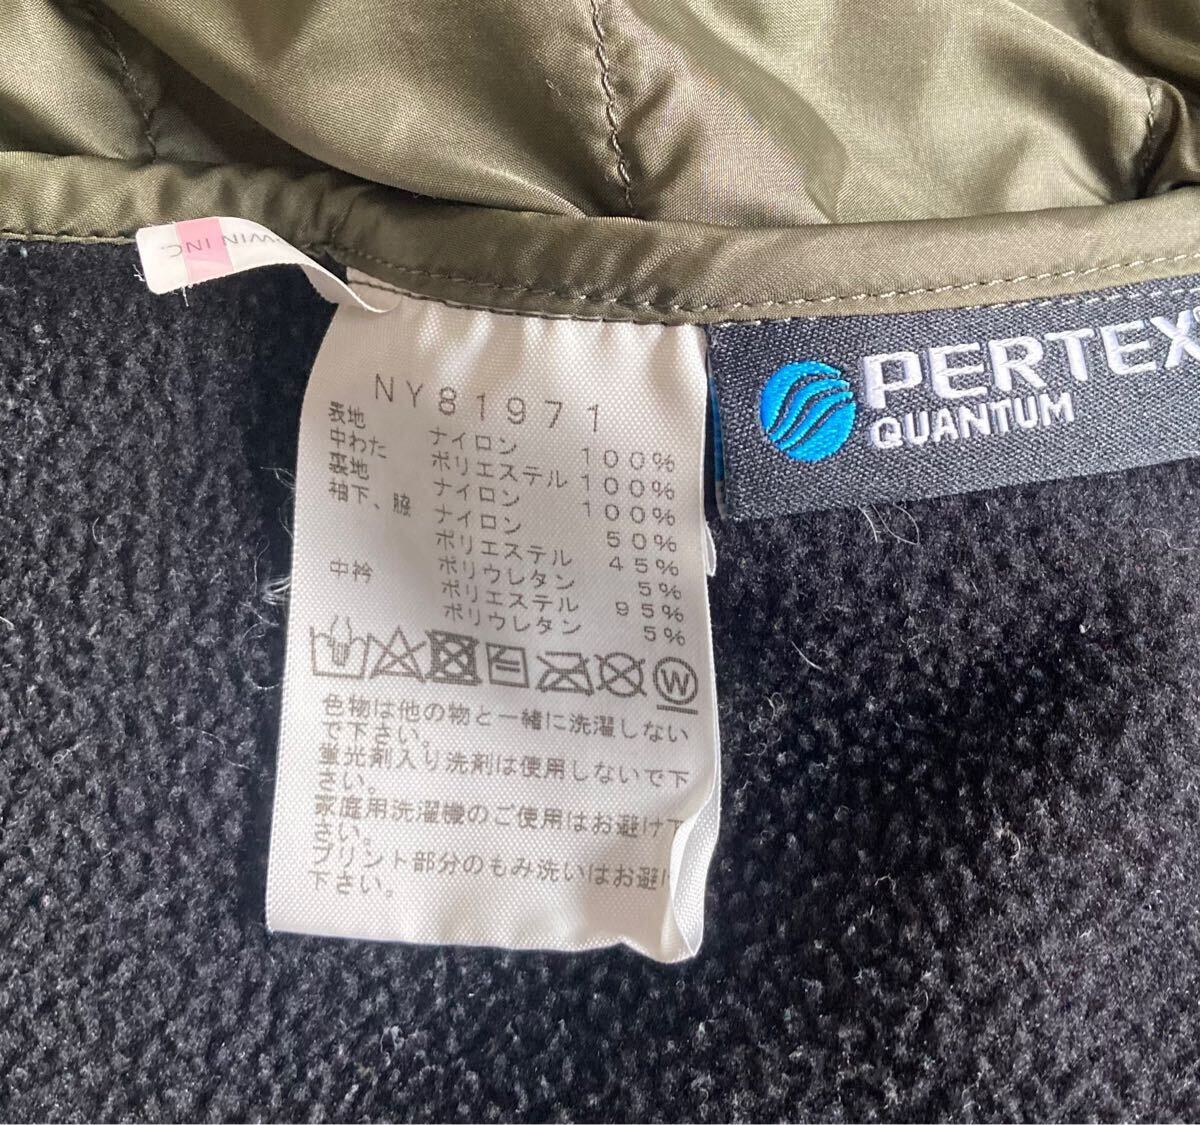 DWIN INC.
NY81971
表地 ナイロン 100%
中わた ポリエステル 100%
裏地 ナイロン 100%
袖下、脇 ナイロン 50%
ポリエステル 45%
ポリウレタン 5%
中衿 ポリエステル 95%
ポリウレタン 5%
W
色物は他の物と一緒に洗濯しない
で下さい。
蛍光剤入り洗剤は使用しないで下
さい。
家庭用洗濯機のご使用はお避け下
さい。
プリント部分のもみ洗いはお避け
下さい。
PERTEX
QUANTUM